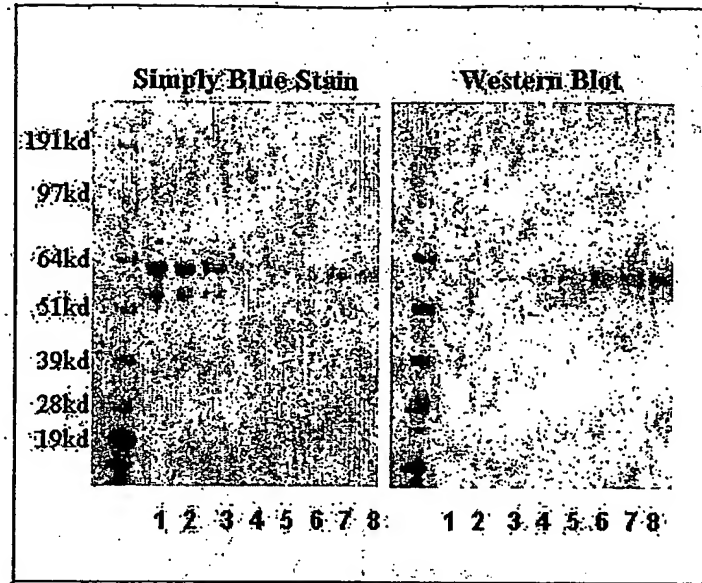 Simply Blue Stain
Western Blot
191kd
97kd
64kd
51kd
39kd
28kd
19kd
1 2 3 4 5 6 7 8
1 2 3 4 5 6 7 8